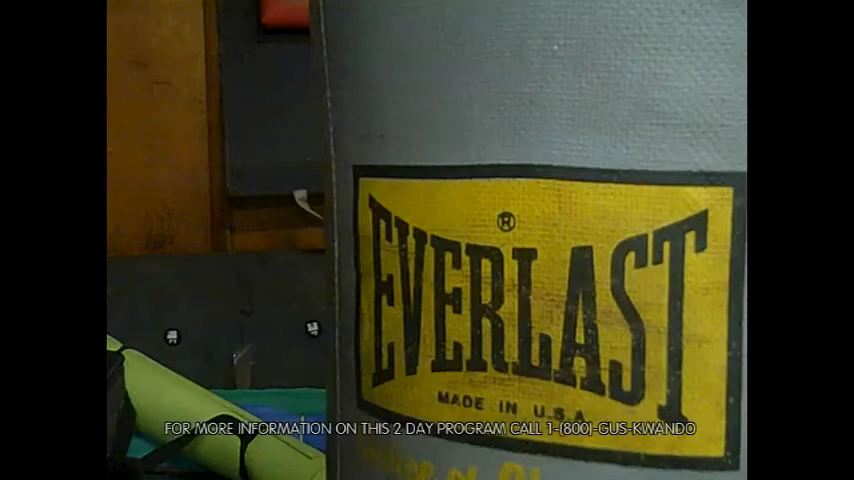 ®
EVERLAST
MADE IN U.S.A
FOR MORE INFORMATION ON THIS 2 DAY PROGRAM CALL 1-(800)-GUS-KWANDO